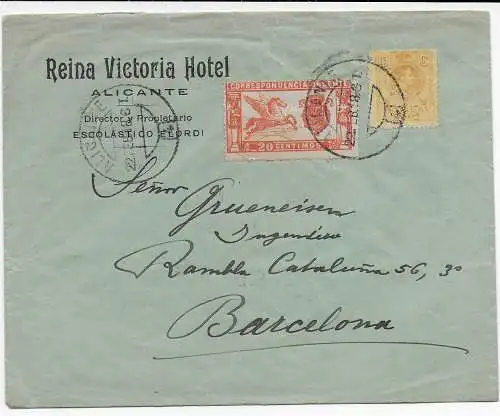 Reina Victoria Hotel
ALICANTE
Director y Propietario
ESCOLÁSTICO ELORDI
CORRESPONDENCIA URGENTE
20 CENTIMOS
Señor Grueneisen
Ingeniero
Rambla Cataluña 56, 3º
Barcelona